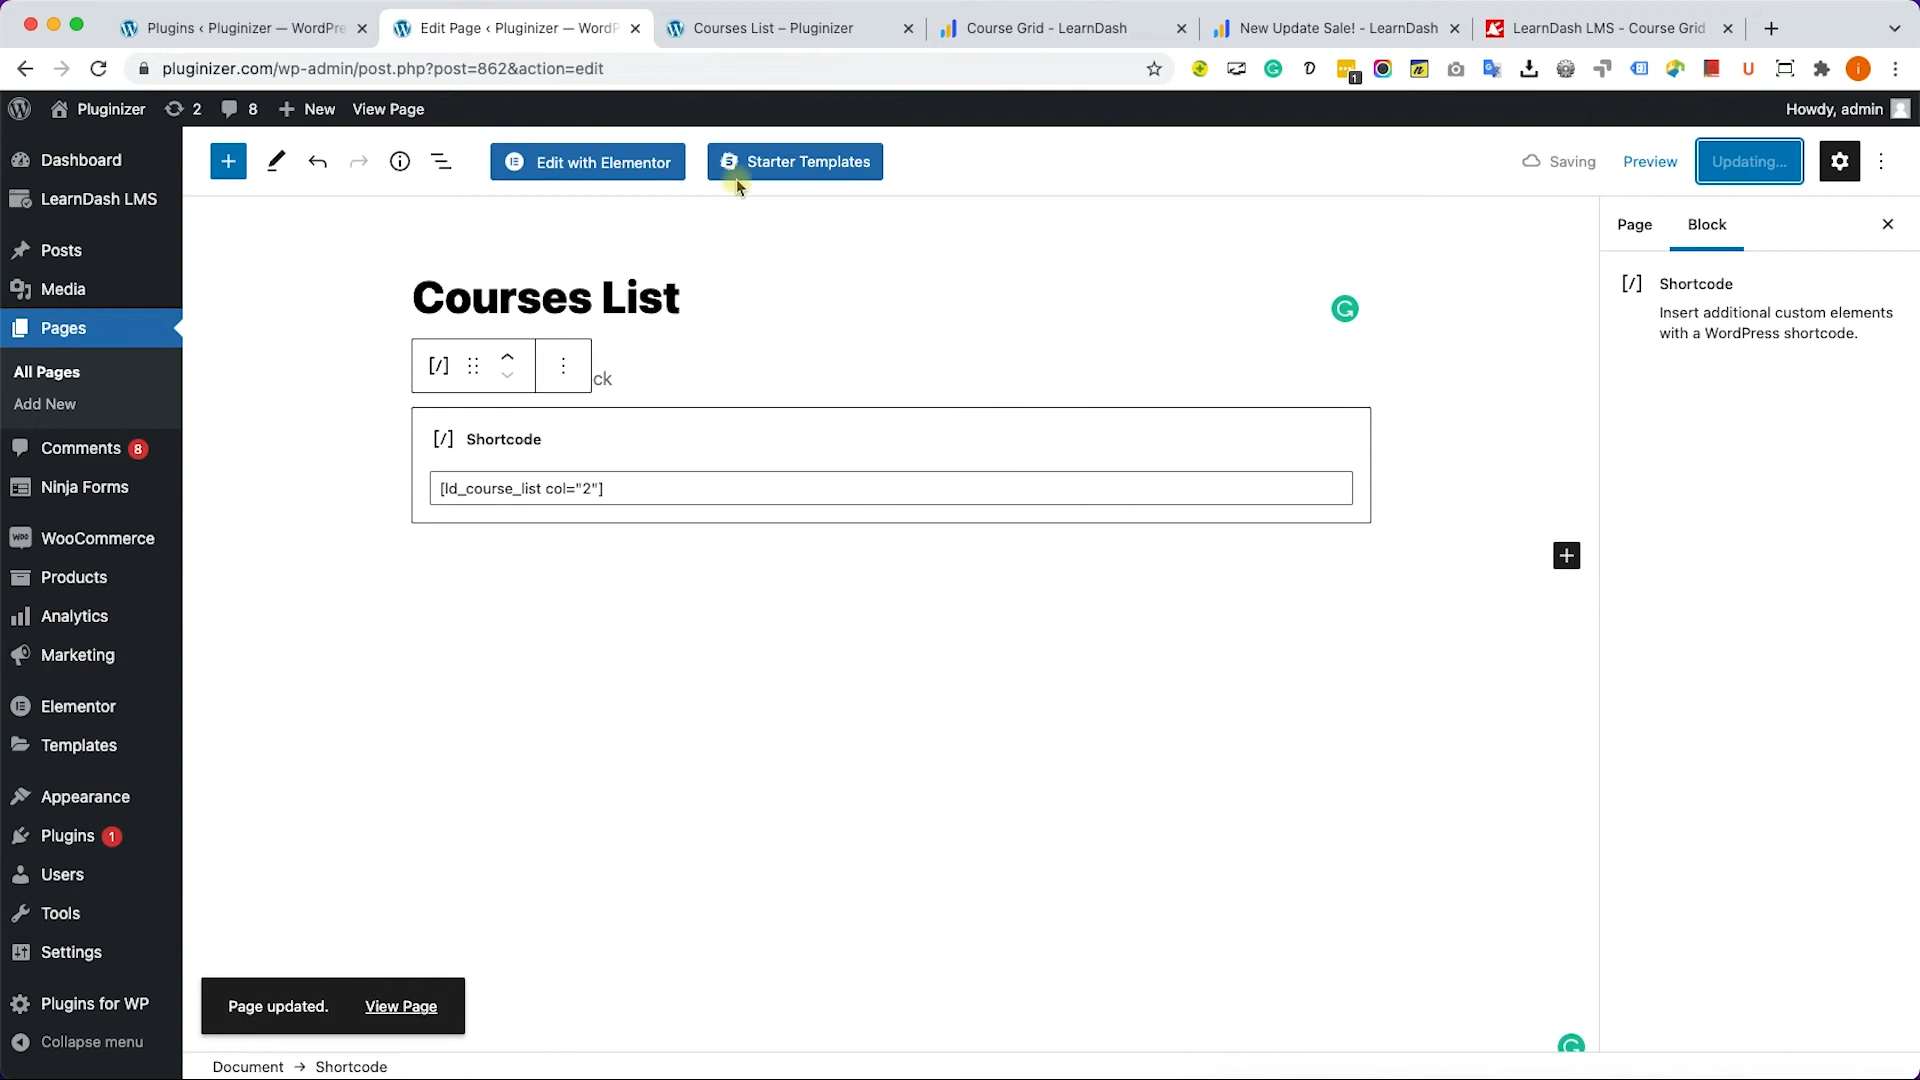 Plugins ‹ Pluginizer — WordPre
Edit Page ‹ Pluginizer — WordP
Courses List – Pluginizer
Course Grid - LearnDash
New Update Sale! - LearnDash
LearnDash LMS - Course Grid
pluginizer.com/wp-admin/post.php?post=862&action=edit
1
Pluginizer
2
8
New
View Page
Howdy, admin
Dashboard
LearnDash LMS
Posts
Media
Pages
All Pages
Add New
Comments 8
Ninja Forms
WooCommerce
Products
Analytics
Marketing
Elementor
Templates
Appearance
Plugins 1
Users
Tools
Settings
Plugins for WP
Collapse menu
Edit with Elementor
Starter Templates
Saving
Preview
Updating...
Courses List
[/]
ck
[/] Shortcode
[ld_course_list col="2"]
Page updated.
View Page
Document → Shortcode
Page
Block
[/] Shortcode
Insert additional custom elements
with a WordPress shortcode.